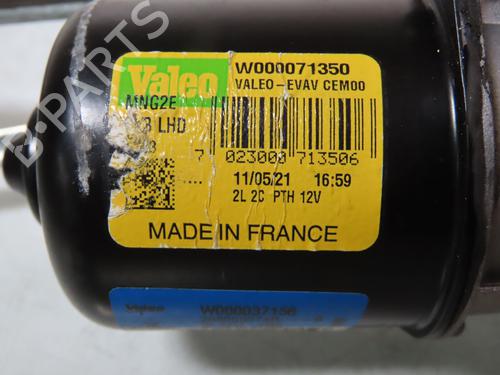 Valeo
W000071350
VALEO-EVAV CEM00
MNG2E
LHD
7 023000 713506
11/05/21 16:59
2L 2C PTH 12V
MADE IN FRANCE
Valeo
W000037156
B-PARTS